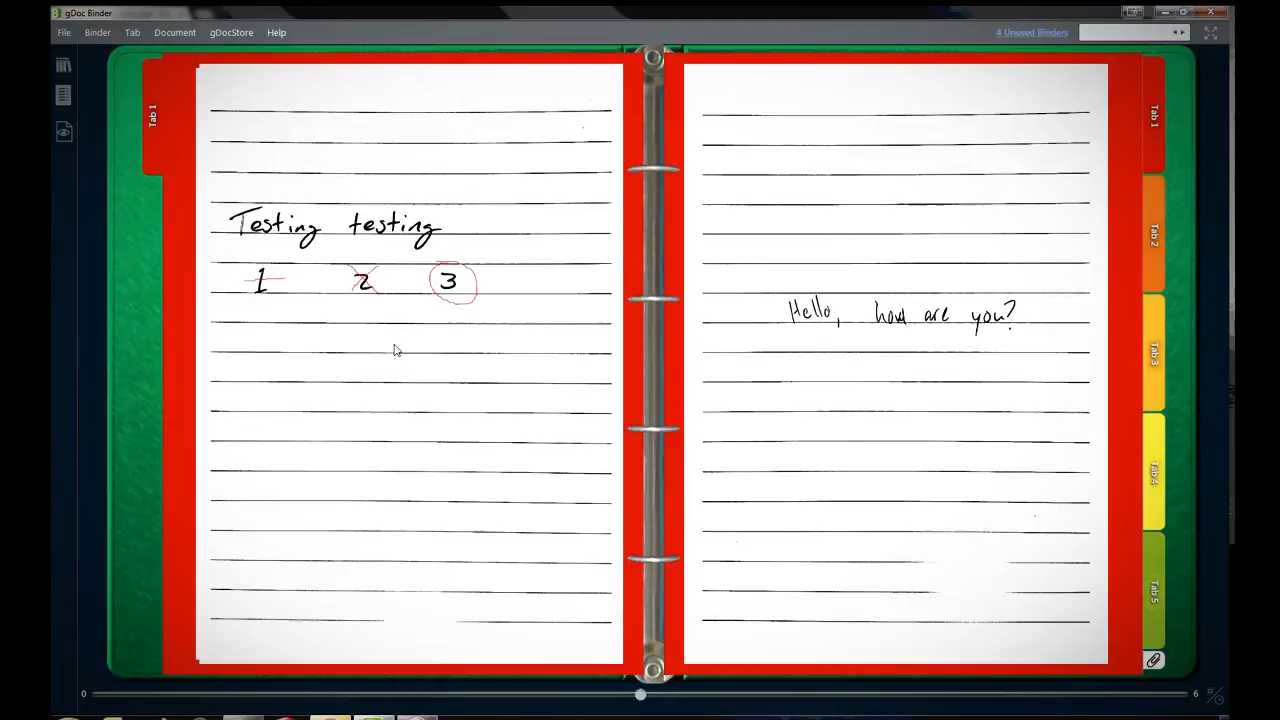 gDoc Binder
File Binder Tab Document gDocStore Help 4 Unused Binders
Tab 1
Testing testing
1 2 3
Hello, how are you?
Tab 1
Tab 2
Tab 3
Tab 4
Tab 5
0 6